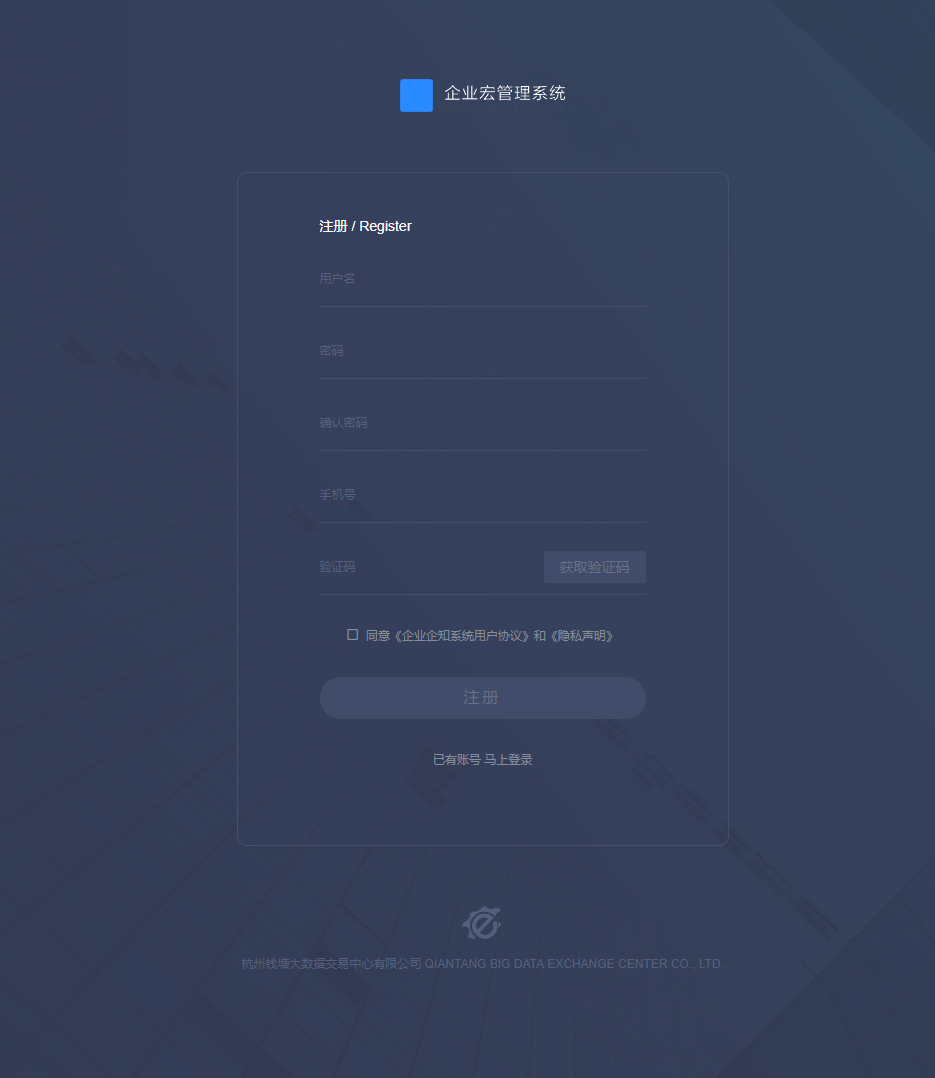 企业宏管理系统
注册 / Register
用户名
密码
确认密码
手机号
验证码 获取验证码
同意《企业企知系统用户协议》和《隐私声明》
注册
已有账号 马上登录
杭州钱塘大数据交易中心有限公司 QIANTANG BIG DATA EXCHANGE CENTER CO., LTD.